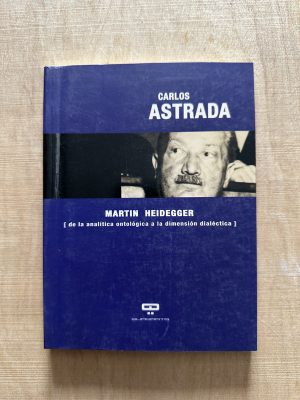 CARLOS
ASTRADA
MARTIN HEIDEGGER
[ de la analítica ontológica a la dimensión dialéctica ]